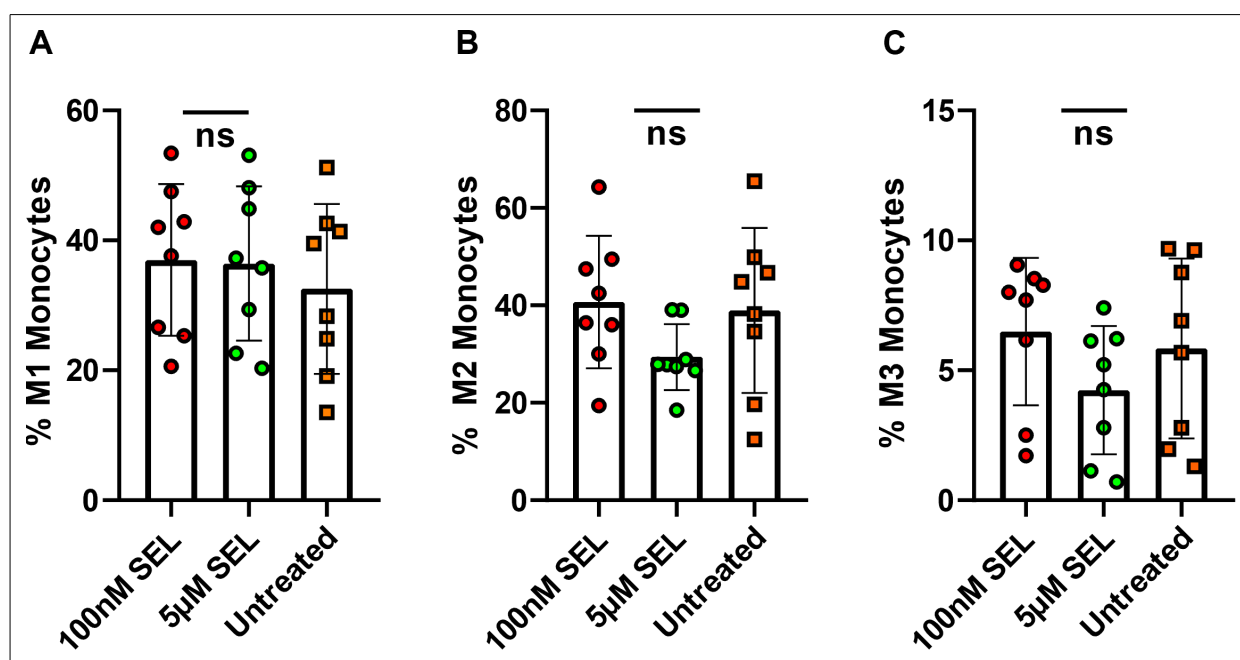 A
% M1 Monocytes
60
40
20
0
ns
100nM SEL
5µM SEL
Untreated
B
% M2 Monocytes
80
60
40
20
0
ns
100nM SEL
5µM SEL
Untreated
C
% M3 Monocytes
15
10
5
0
ns
100nM SEL
5µM SEL
Untreated